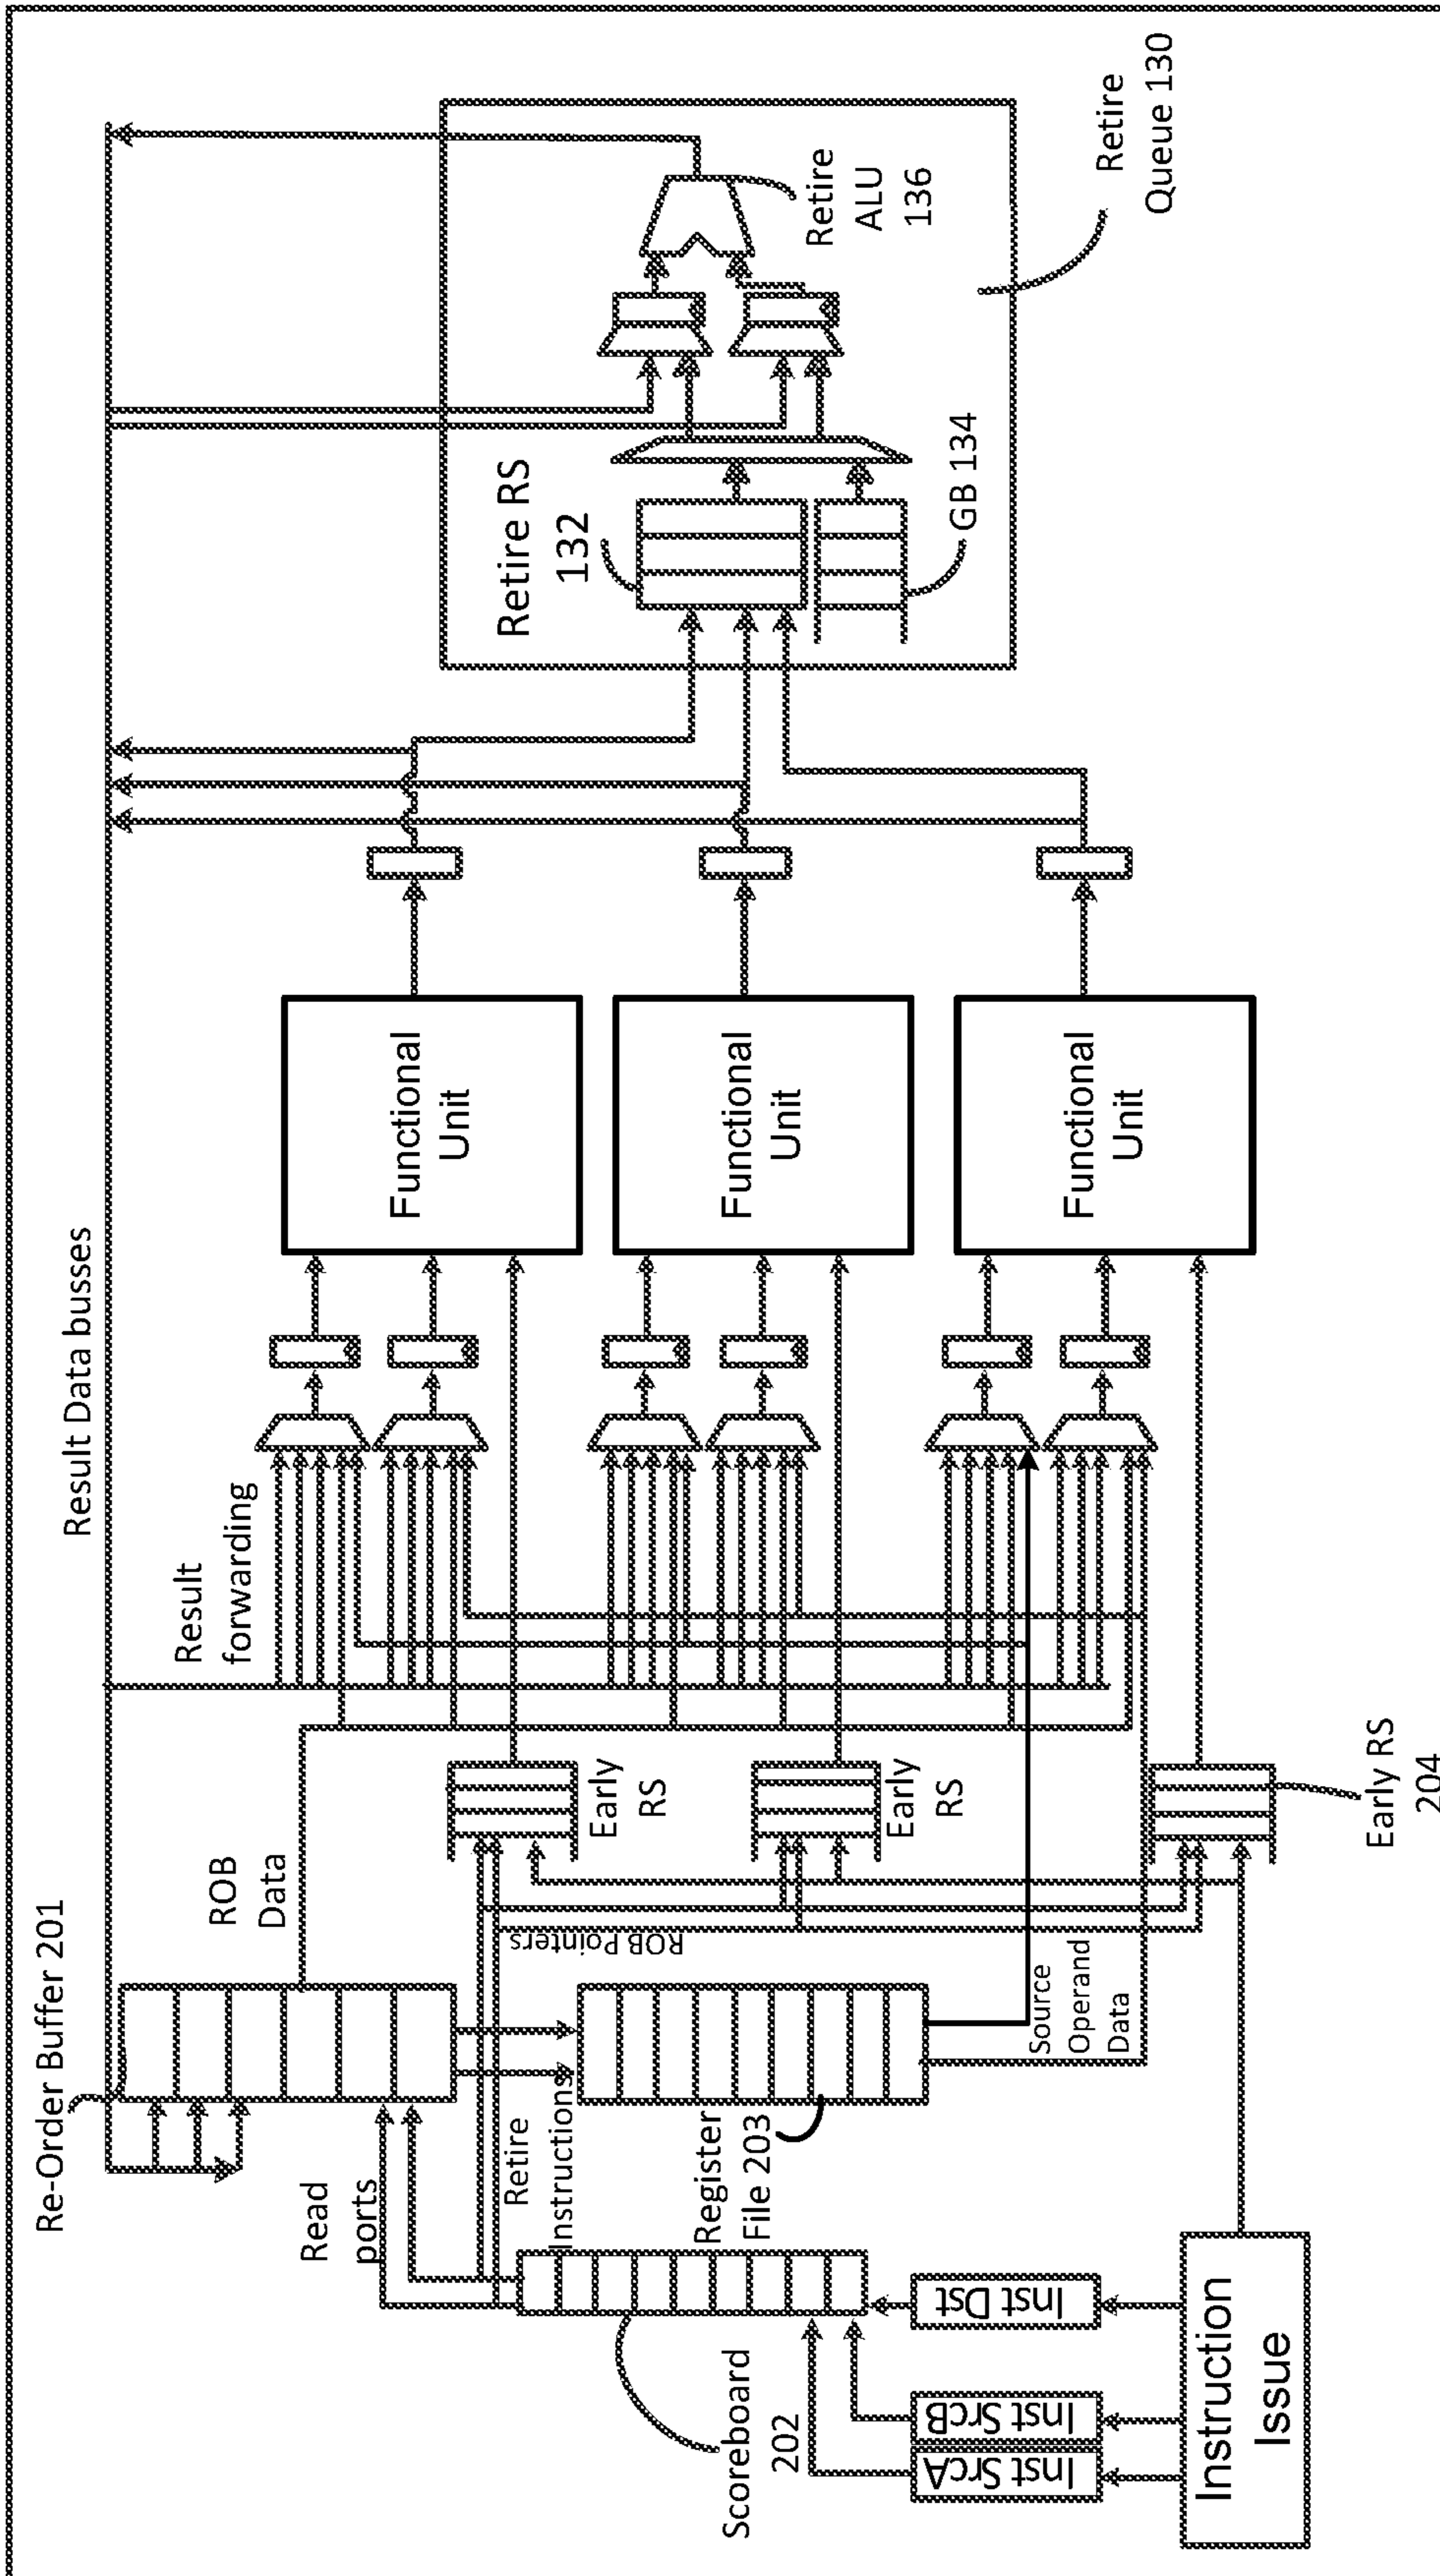 Re-Order Buffer 201
Result Data busses
Read
ports
ROB
Data
Result
forwarding
Retire
Instructions
ROB Pointers
Scoreboard
202
Register
File 203
Source
Operand
Data
Inst SrcA
Inst SrcB
Inst Dst
Instruction
Issue
Early
RS
Early
RS
Early RS
204
Functional
Unit
Functional
Unit
Functional
Unit
Retire RS
132
GB 134
Retire
ALU
136
Retire
Queue 130